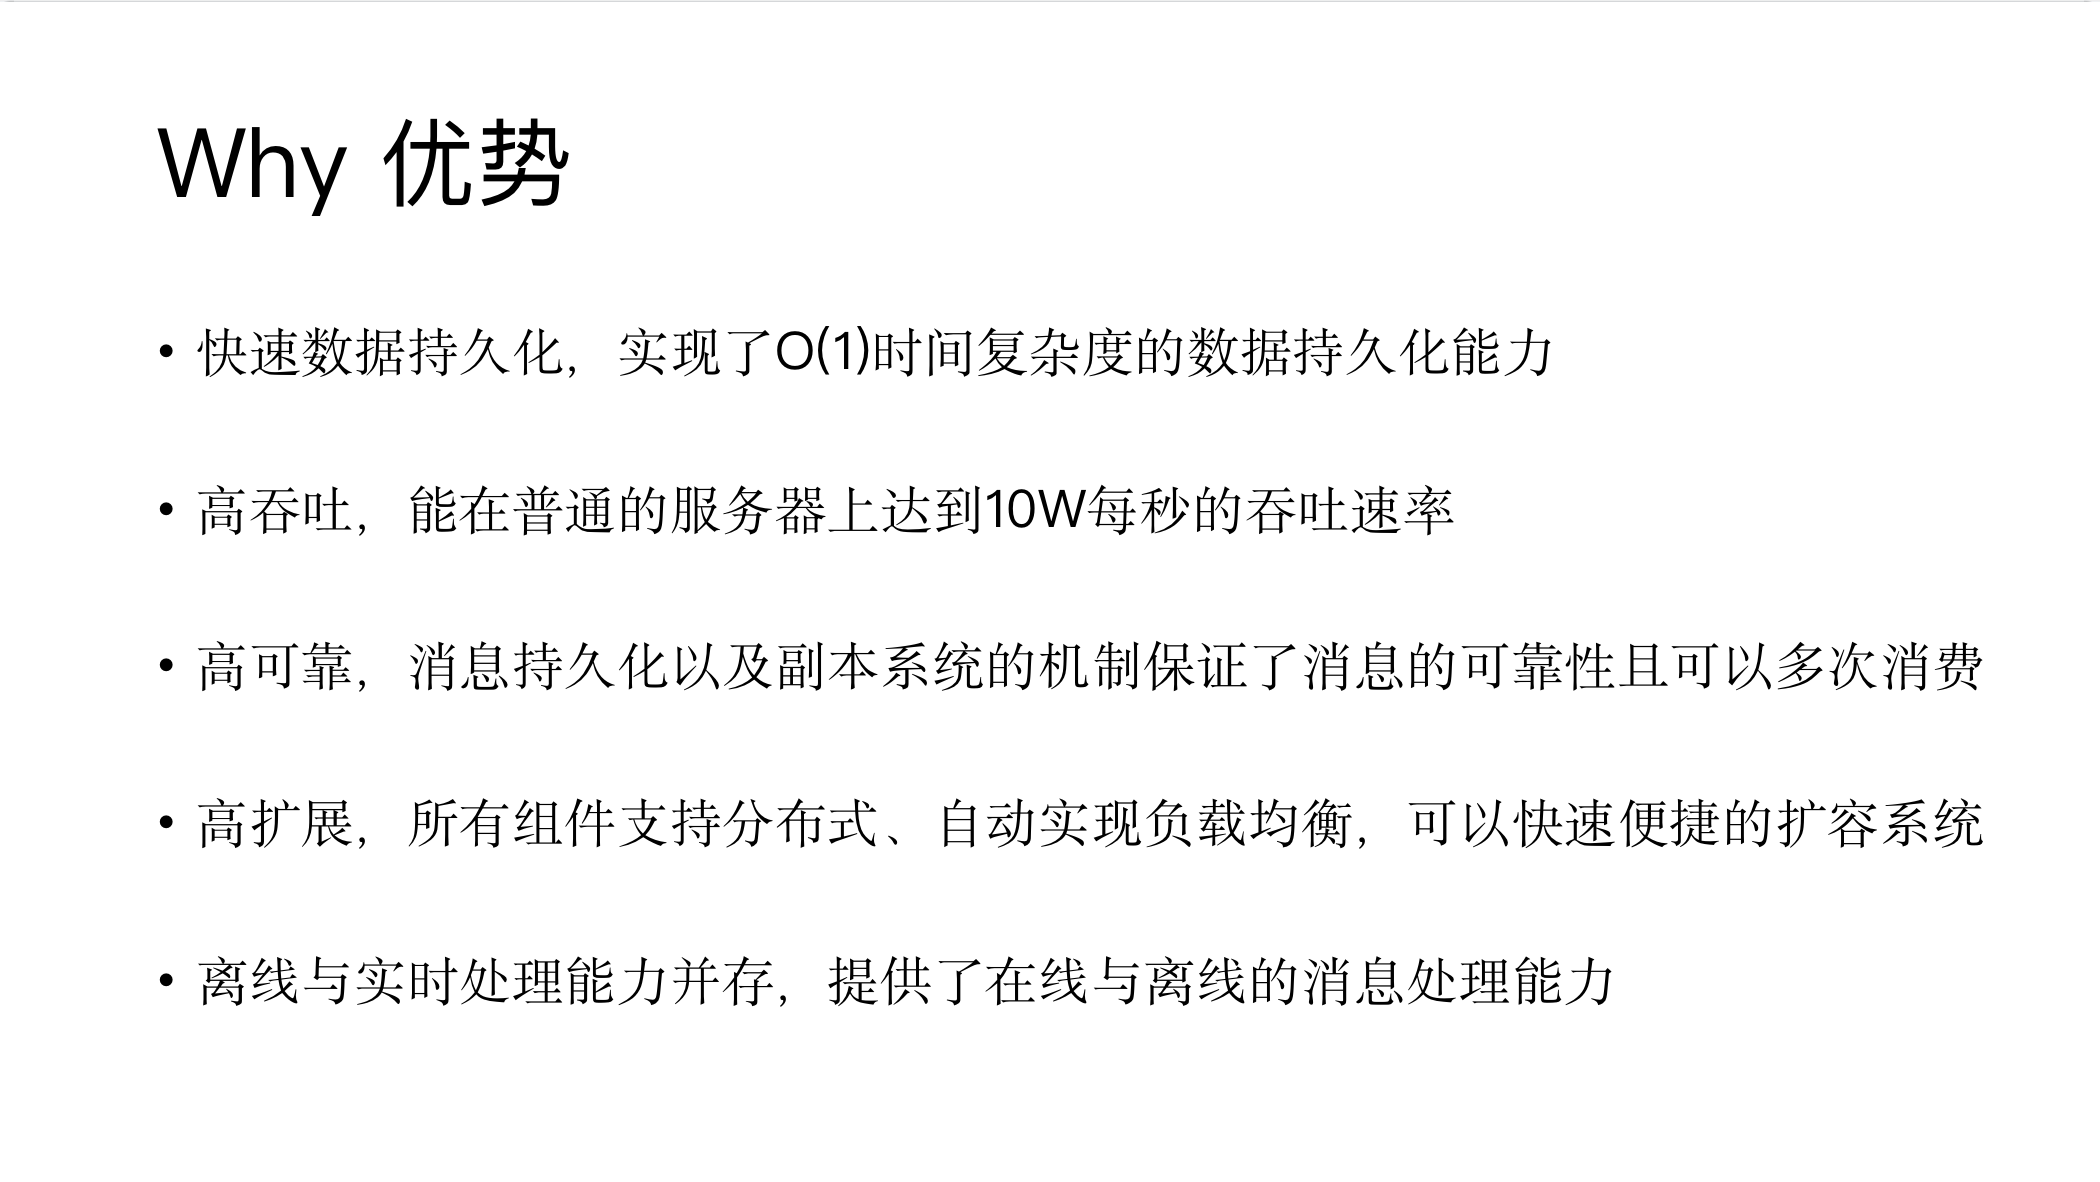 Why 优势
• 快速数据持久化，实现了O(1)时间复杂度的数据持久化能力
• 高吞吐，能在普通的服务器上达到10W每秒的吞吐速率
• 高可靠，消息持久化以及副本系统的机制保证了消息的可靠性且可以多次消费
• 高扩展，所有组件支持分布式、自动实现负载均衡，可以快速便捷的扩容系统
• 离线与实时处理能力并存，提供了在线与离线的消息处理能力